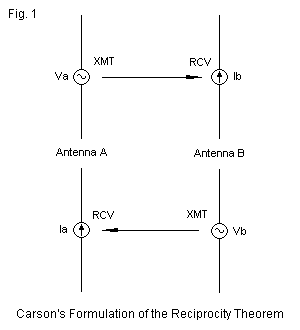 Fig. 1
XMT
RCV
Va
Ib
Antenna A
Antenna B
RCV
XMT
Ia
Vb
Carson's Formulation of the Reciprocity Theorem